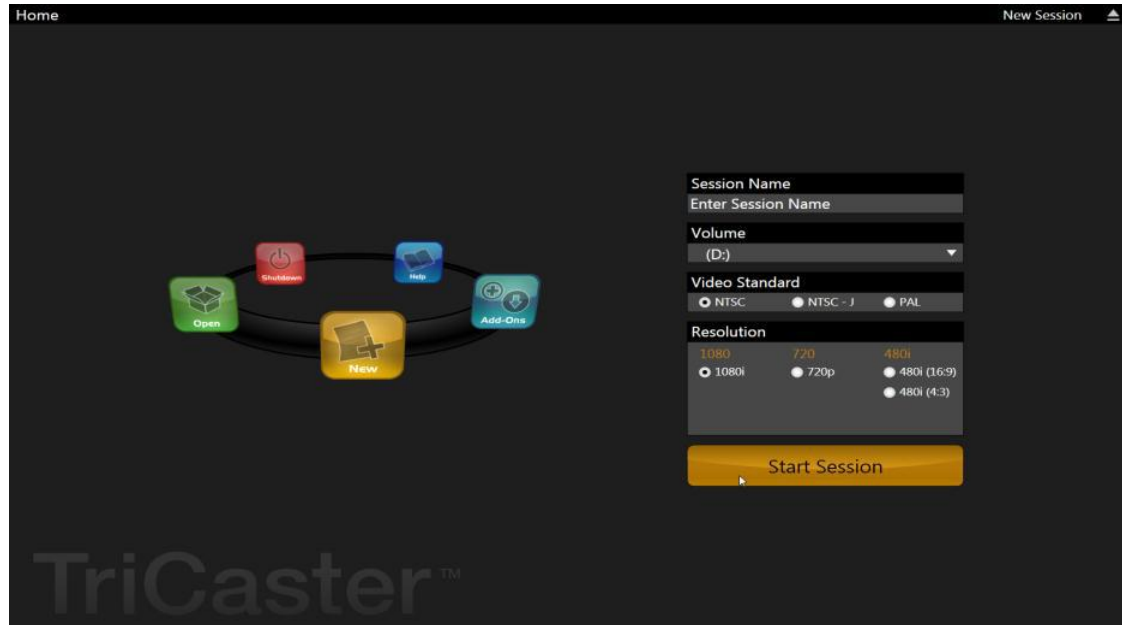 Home
New Session
Session Name
Enter Session Name
Volume
(D:)
Video Standard
NTSC NTSC - J PAL
Resolution
1080 720 480i
1080i 720p 480i (16:9)
480i (4:3)
Start Session
Shutdown
Help
Open
Add-Ons
New
TriCaster™